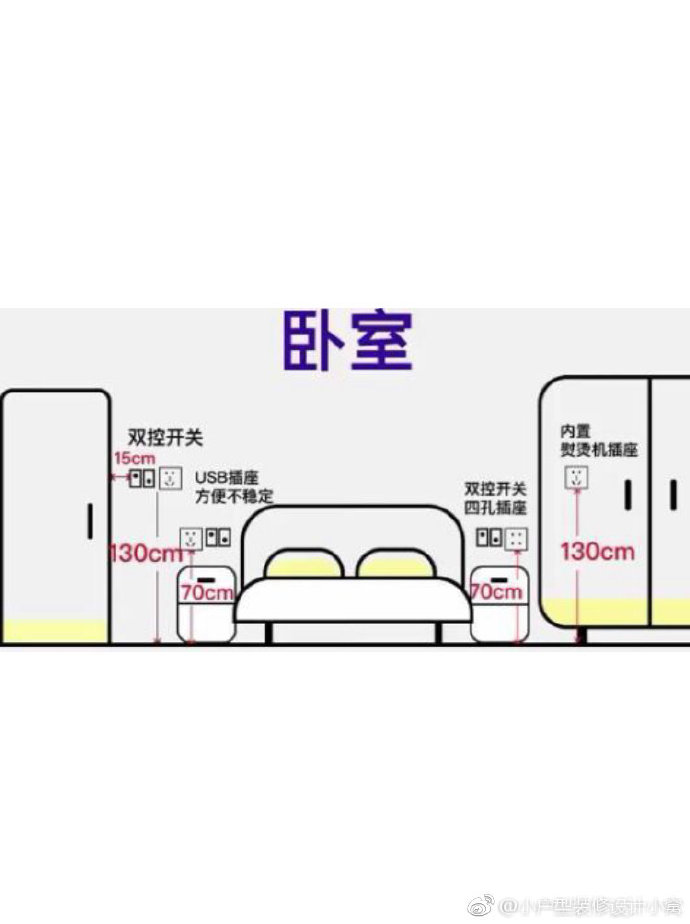 卧室
双控开关
15cm
USB插座
方便不稳定
130cm
70cm
双控开关
四孔插座
70cm
内置
熨烫机插座
130cm
@小户型装修设计小窝